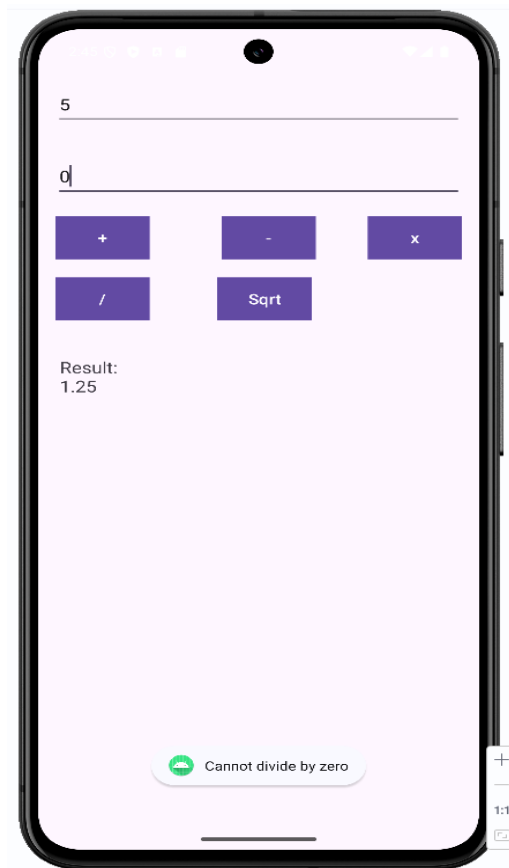 5
0
+ - x
/ Sqrt
Result:
1.25
Cannot divide by zero
+
1:1